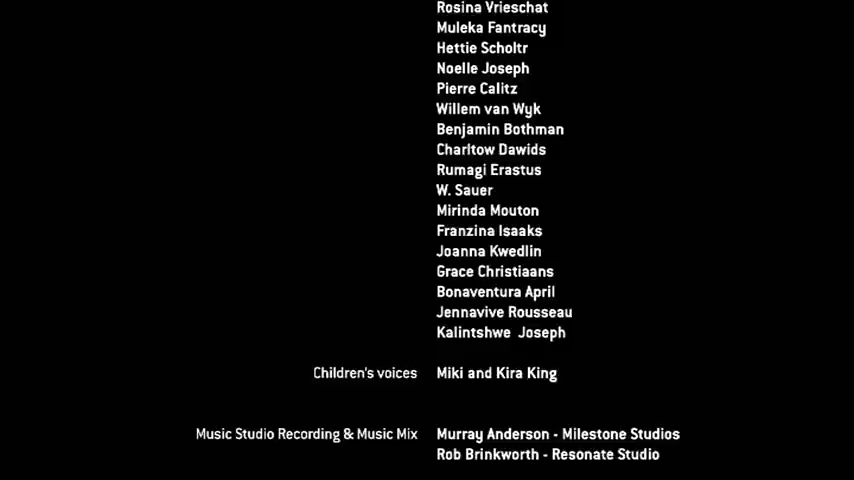 Rosina Vrieschat
Muleka Fantracy
Hettie Scholtr
Noelle Joseph
Pierre Calitz
Willem van Wyk
Benjamin Bothman
Charltow Dawids
Rumagi Erastus
W. Sauer
Mirinda Mouton
Franzina Isaaks
Joanna Kwedlin
Grace Christiaans
Bonaventura April
Jennavive Rousseau
Kalintshwe  Joseph
Children's voices Miki and Kira King
Music Studio Recording & Music Mix Murray Anderson - Milestone Studios
Rob Brinkworth - Resonate Studio